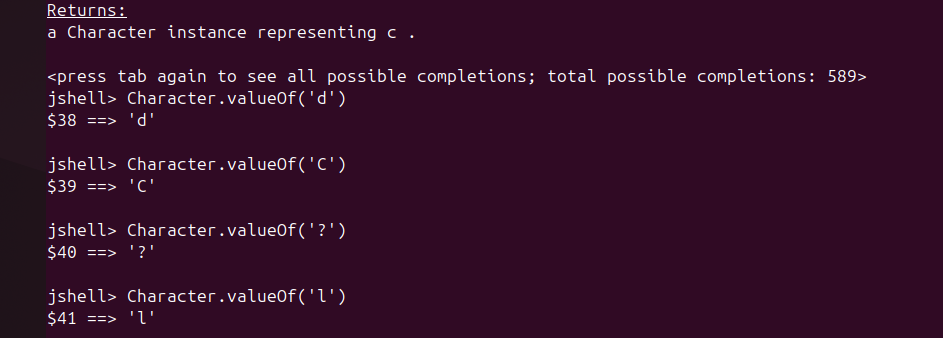 Returns:
a Character instance representing c .
<press tab again to see all possible completions; total possible completions: 589>
jshell> Character.valueOf('d')
$38 ==> 'd'
jshell> Character.valueOf('C')
$39 ==> 'C'
jshell> Character.valueOf('?')
$40 ==> '?'
jshell> Character.valueOf('l')
$41 ==> 'l'